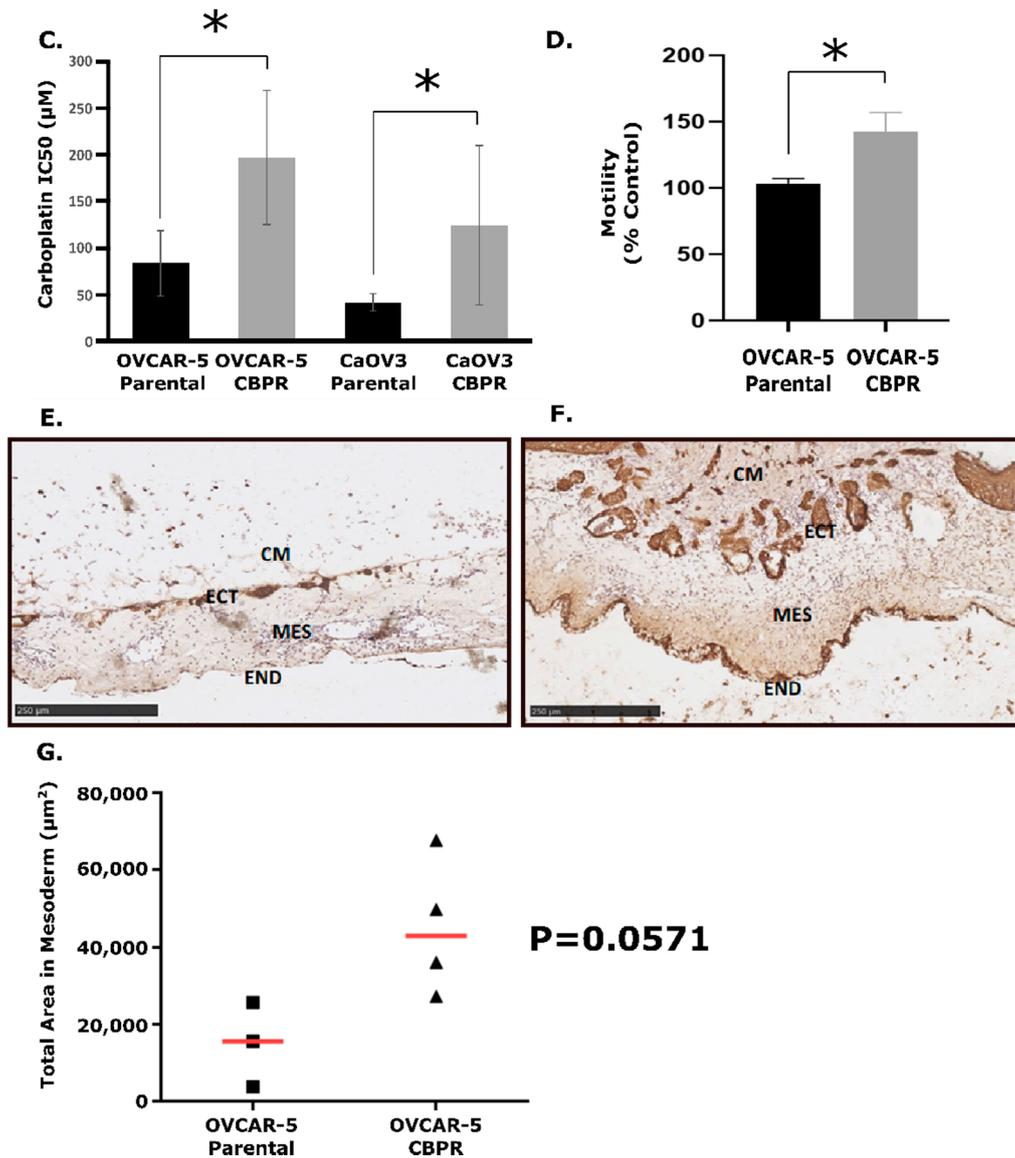 C.
*
*
Carboplatin IC50 (µM)
300
250
200
150
100
50
0
OVCAR-5 OVCAR-5 CaOV3 CaOV3
Parental CBPR Parental CBPR
D.
*
Motility
(% Control)
200
150
100
50
0
OVCAR-5 OVCAR-5
Parental CBPR
E.
CM
ECT
MES
END
250 µm
F.
CM
ECT
MES
END
250 µm
G.
Total Area in Mesoderm (µm²)
80,000
60,000
40,000
20,000
0
P=0.0571
OVCAR-5 OVCAR-5
Parental CBPR